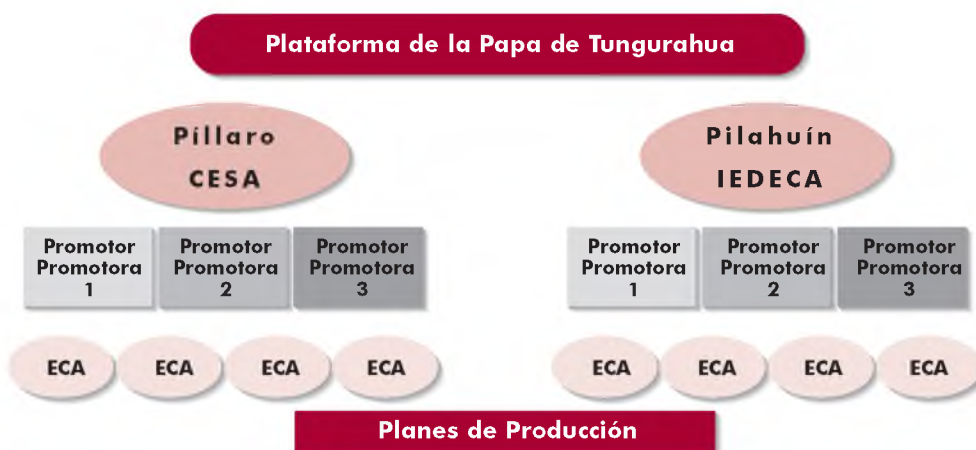 Plataforma de la Papa de Tungurahua
Píllaro
CESA
Pilahuín
IEDECA
Promotor
Promotora
1
Promotor
Promotora
2
Promotor
Promotora
3
Promotor
Promotora
1
Promotor
Promotora
2
Promotor
Promotora
3
ECA
ECA
ECA
ECA
ECA
ECA
ECA
ECA
Planes de Producción